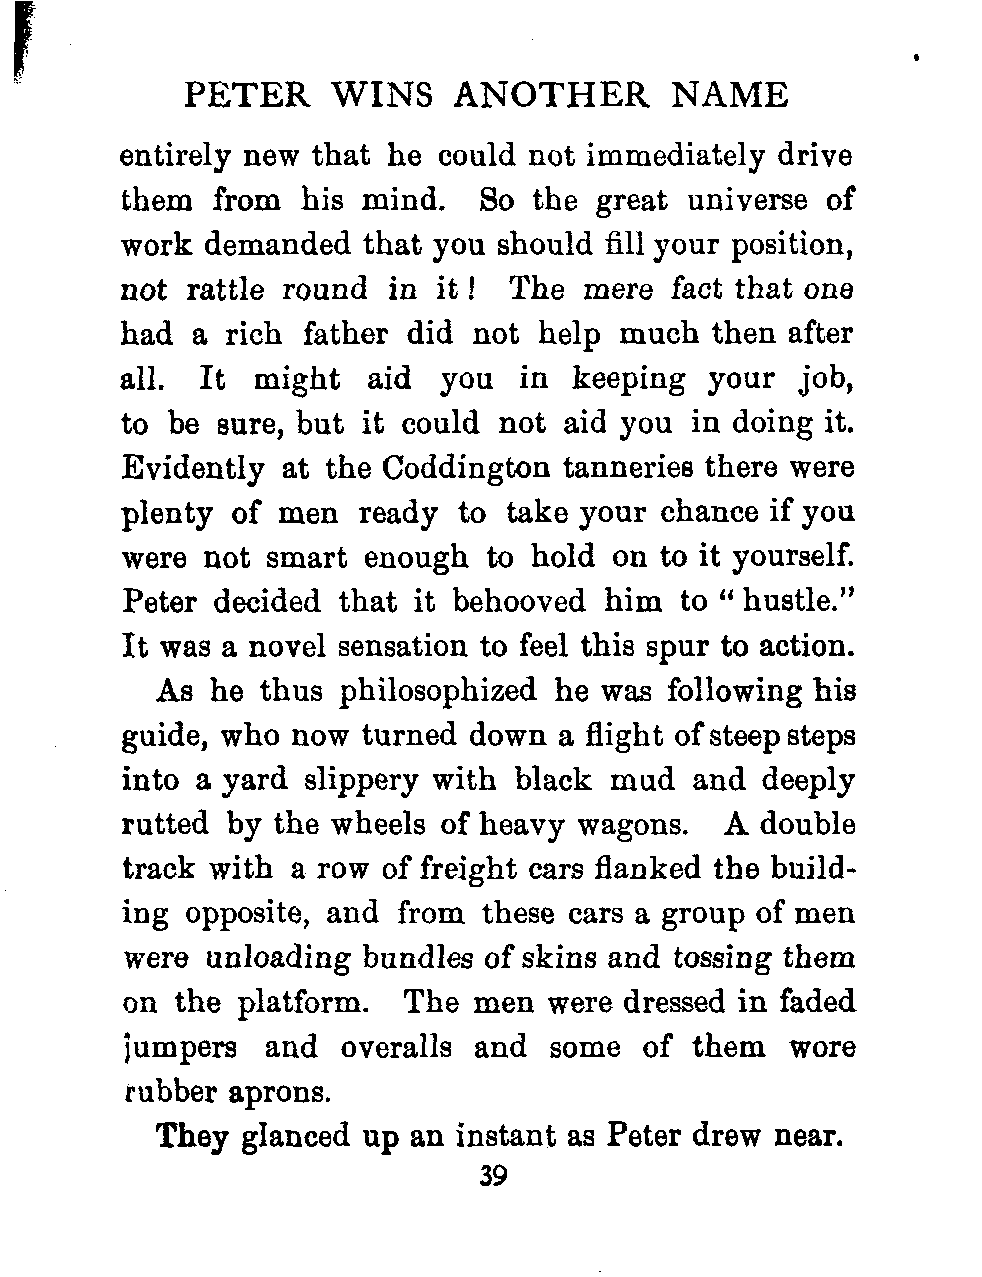 PETER WINS ANOTHER NAME
entirely new that he could not immediately drive
them from his mind. So the great universe of
work demanded that you should fill your position,
not rattle round in it! The mere fact that one
had a rich father did not help much then after
all. It might aid you in keeping your job,
to be sure, but it could not aid you in doing it.
Evidently at the Coddington tanneries there were
plenty of men ready to take your chance if you
were not smart enough to hold on to it yourself.
Peter decided that it behooved him to "hustle."
It was a novel sensation to feel this spur to action.
As he thus philosophized he was following his
guide, who now turned down a flight of steep steps
into a yard slippery with black mud and deeply
rutted by the wheels of heavy wagons. A double
track with a row of freight cars flanked the build-
ing opposite, and from these cars a group of men
were unloading bundles of skins and tossing them
on the platform. The men were dressed in faded
jumpers and overalls and some of them wore
rubber aprons.
They glanced up an instant as Peter drew near.
39